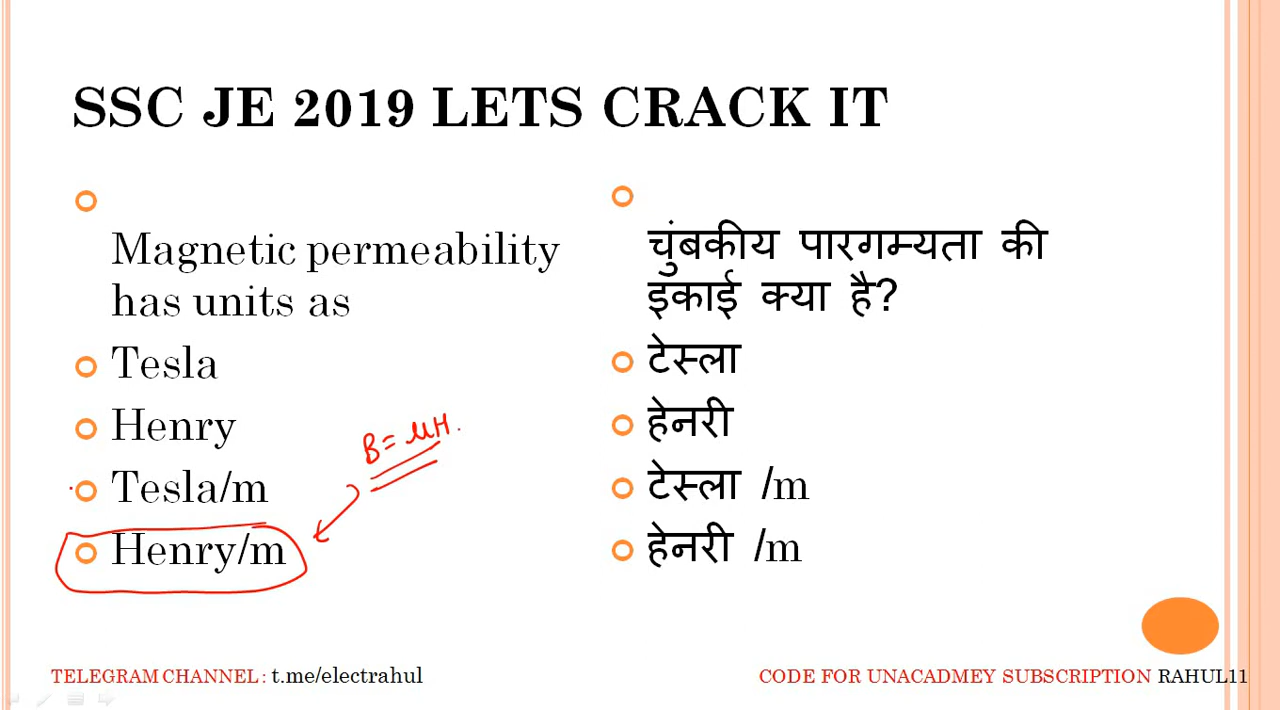 SSC JE 2019 LETS CRACK IT
Magnetic permeability
has units as
Tesla
Henry
Tesla/m
Henry/m
B = μH.
चुंबकीय पारगम्यता की
इकाई क्या है?
टेस्ला
हेनरी
टेस्ला /m
हेनरी /m
TELEGRAM CHANNEL : t.me/electrahul
CODE FOR UNACADMEY SUBSCRIPTION RAHUL11